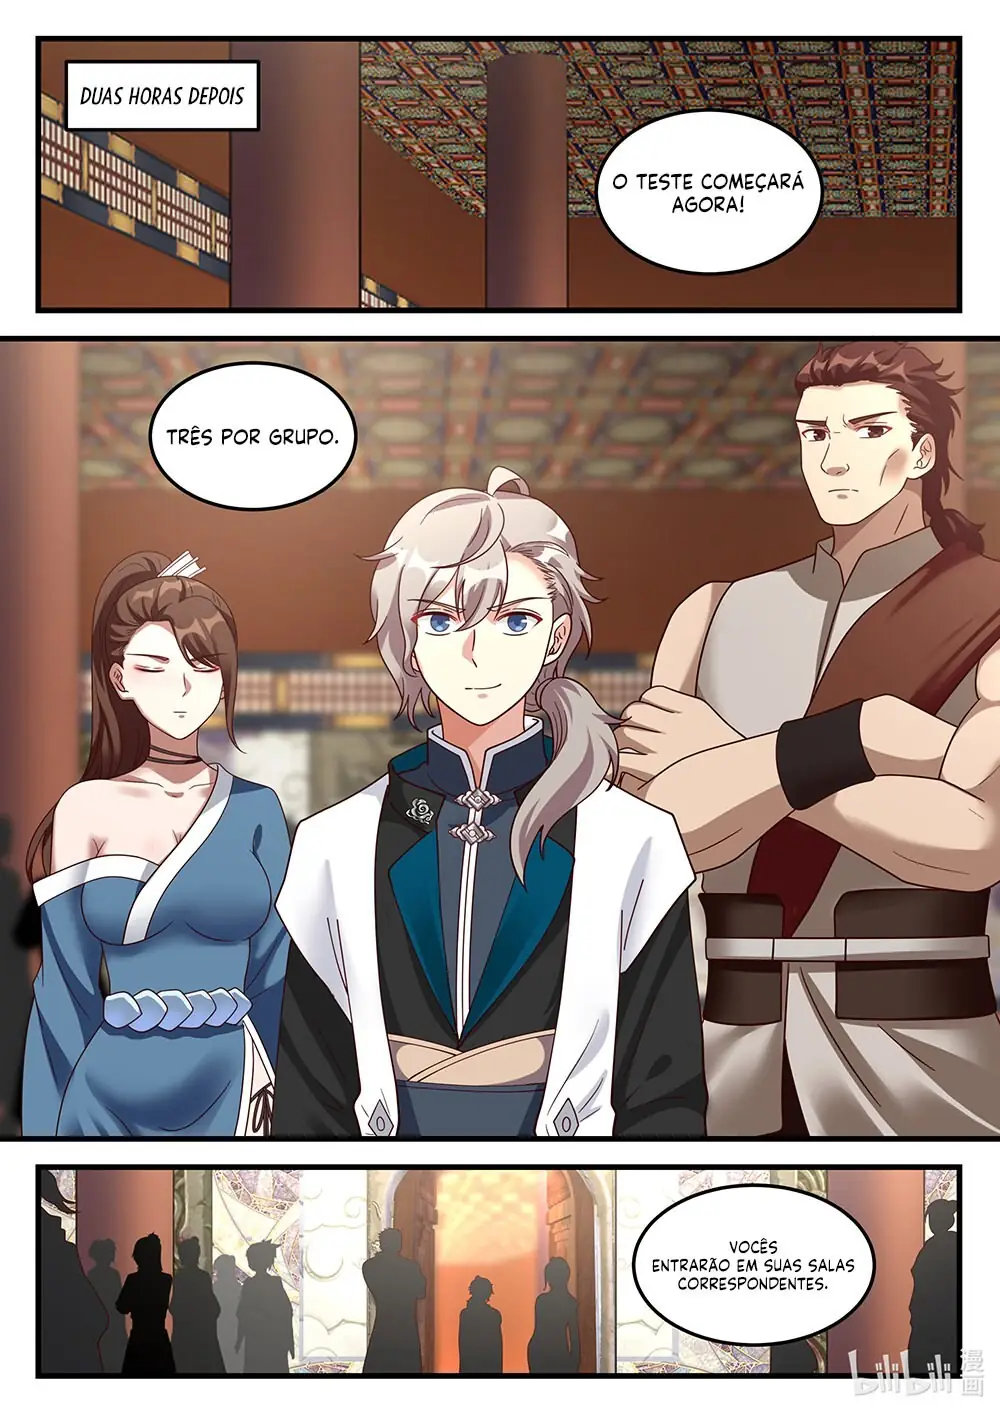 DUAS HORAS DEPOIS
O TESTE COMEÇARÁ
AGORA!
TRÊS POR GRUPO.
VOCÊS
ENTRARÃO EM SUAS SALAS
CORRESPONDENTES.
bilibili 漫画